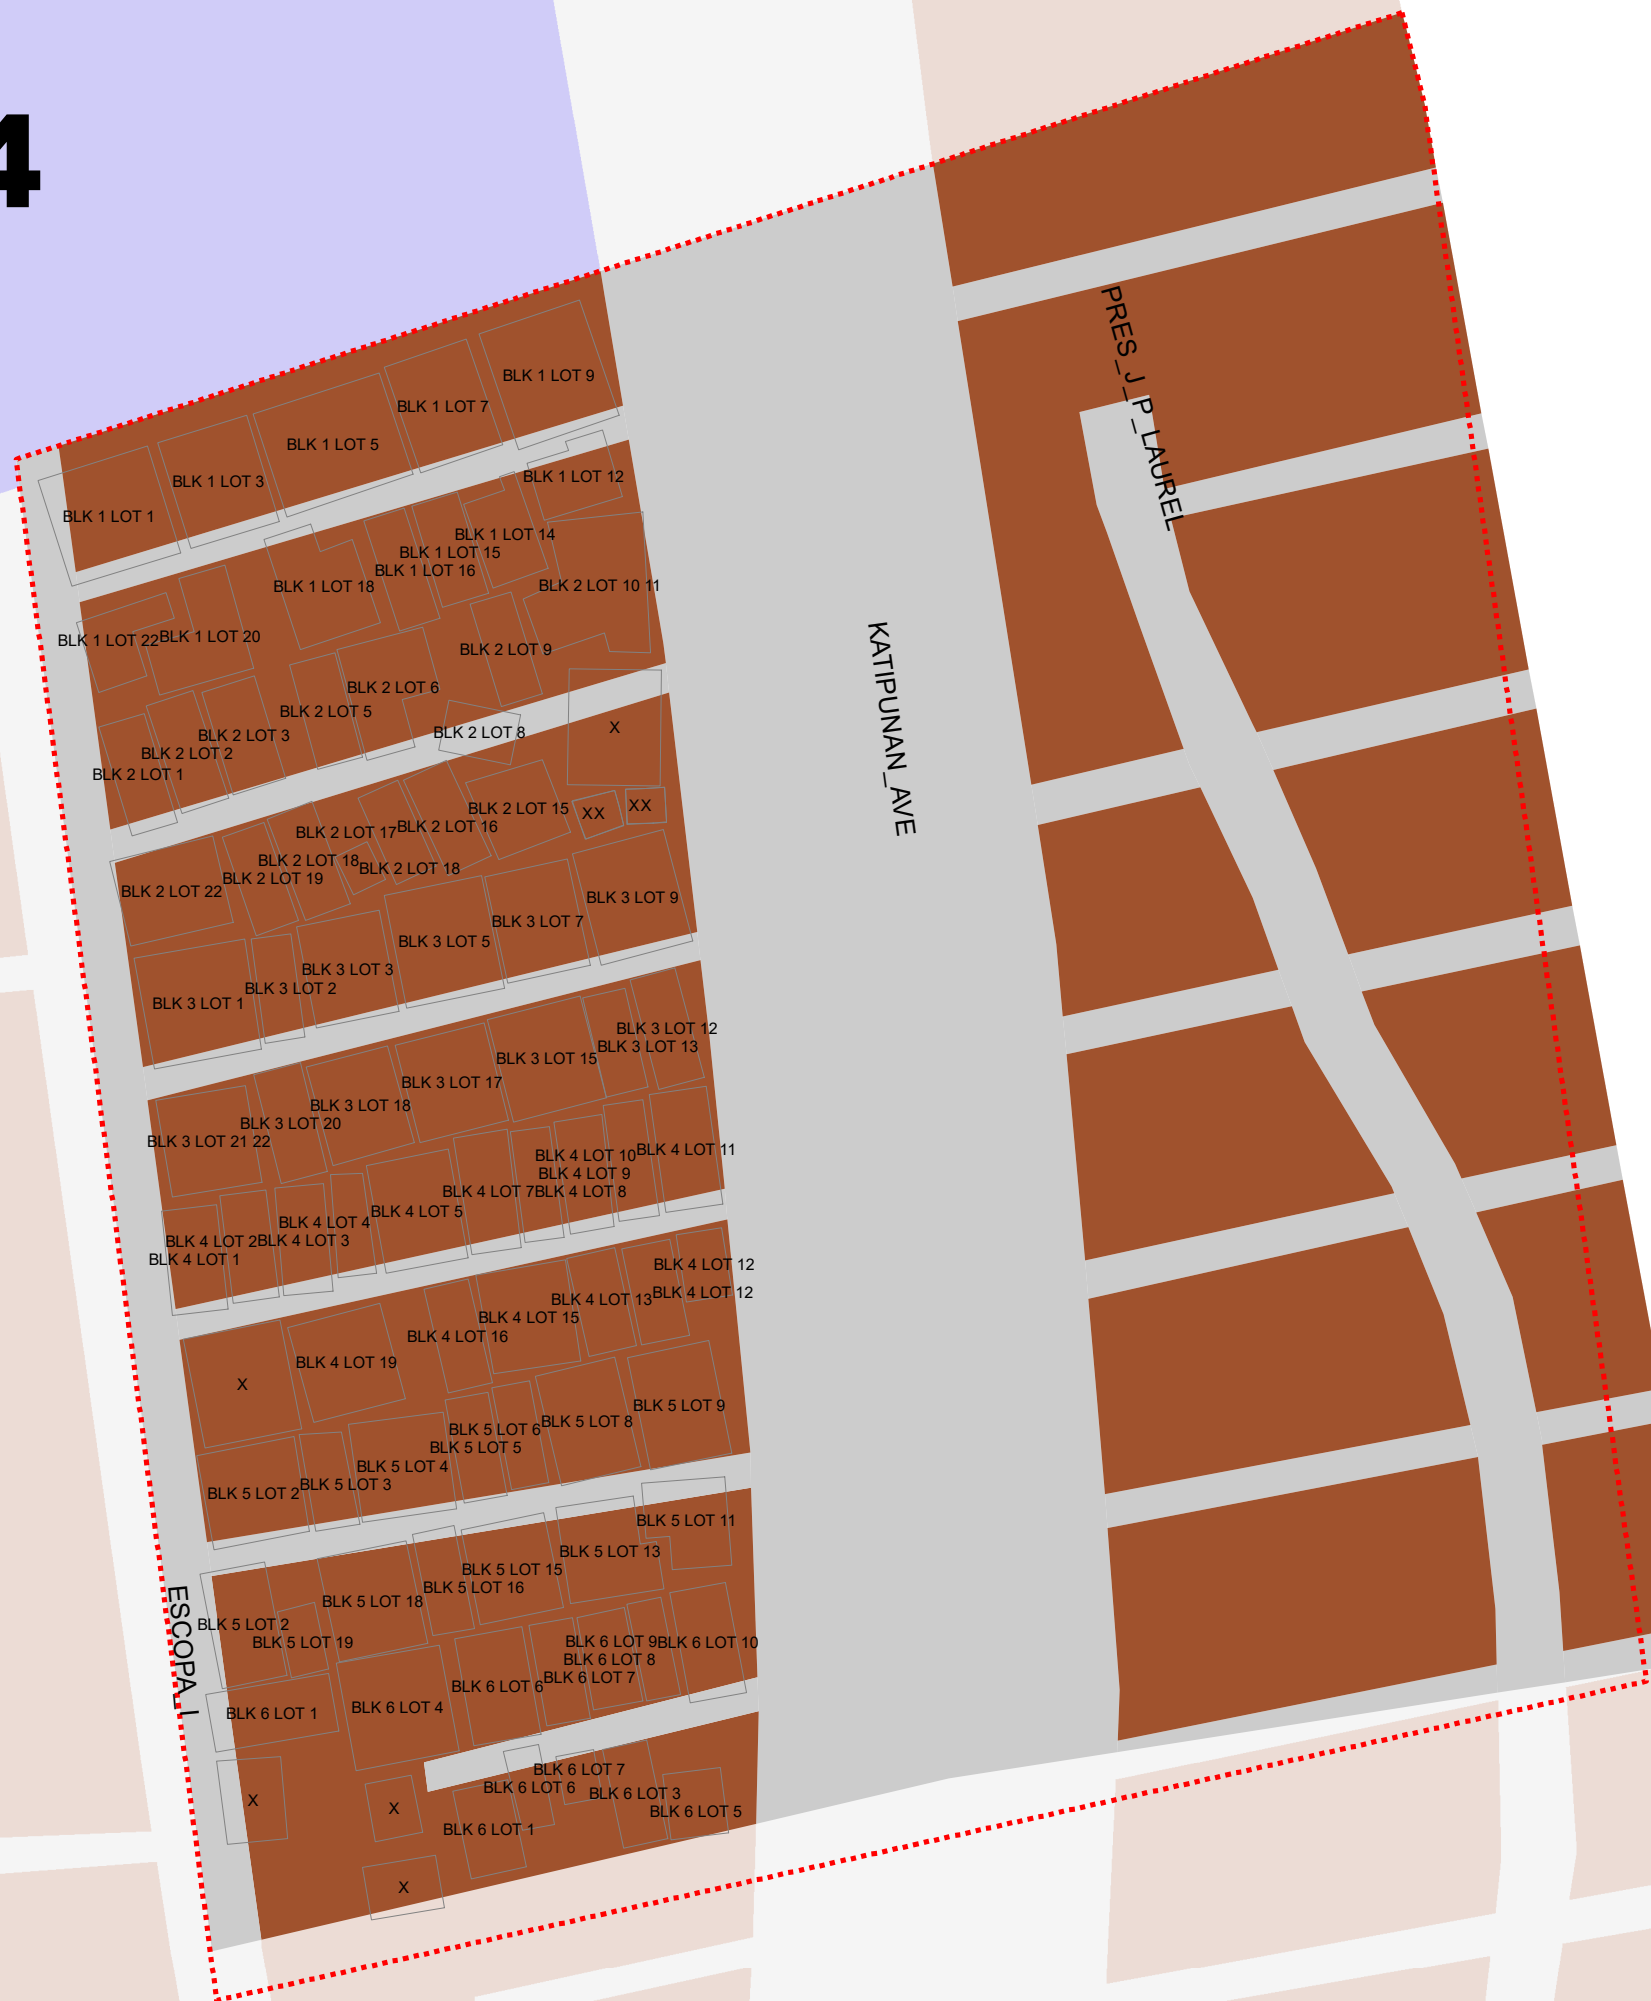 4
BLK 1 LOT 9
BLK 1 LOT 7
BLK 1 LOT 5
BLK 1 LOT 3
BLK 1 LOT 1
PRES_J_P_LAUREL
BLK 1 LOT 12
BLK 1 LOT 14
BLK 1 LOT 15
BLK 1 LOT 16
BLK 1 LOT 18
BLK 2 LOT 10 11
BLK 1 LOT 20
BLK 1 LOT 22
BLK 2 LOT 9
BLK 2 LOT 6
BLK 2 LOT 5
BLK 2 LOT 3
BLK 2 LOT 2
BLK 2 LOT 1
BLK 2 LOT 8
X
KATIPUNAN_AVE
BLK 2 LOT 15
XX
XX
BLK 2 LOT 16
BLK 2 LOT 17
BLK 2 LOT 18
BLK 2 LOT 18
BLK 2 LOT 19
BLK 2 LOT 22
BLK 3 LOT 9
BLK 3 LOT 7
BLK 3 LOT 5
BLK 3 LOT 3
BLK 3 LOT 2
BLK 3 LOT 1
BLK 3 LOT 12
BLK 3 LOT 13
BLK 3 LOT 15
BLK 3 LOT 17
BLK 3 LOT 18
BLK 3 LOT 20
BLK 3 LOT 21 22
BLK 4 LOT 11
BLK 4 LOT 10
BLK 4 LOT 9
BLK 4 LOT 8
BLK 4 LOT 7
BLK 4 LOT 5
BLK 4 LOT 4
BLK 4 LOT 3
BLK 4 LOT 2
BLK 4 LOT 1
BLK 4 LOT 12
BLK 4 LOT 12
BLK 4 LOT 13
BLK 4 LOT 15
BLK 4 LOT 16
BLK 4 LOT 19
X
BLK 5 LOT 9
BLK 5 LOT 8
BLK 5 LOT 6
BLK 5 LOT 5
BLK 5 LOT 4
BLK 5 LOT 3
BLK 5 LOT 2
BLK 5 LOT 11
BLK 5 LOT 13
BLK 5 LOT 15
BLK 5 LOT 16
BLK 5 LOT 18
BLK 5 LOT 2
BLK 5 LOT 19
ESCOPA_I
BLK 6 LOT 10
BLK 6 LOT 9
BLK 6 LOT 8
BLK 6 LOT 7
BLK 6 LOT 6
BLK 6 LOT 4
BLK 6 LOT 1
BLK 6 LOT 7
BLK 6 LOT 6
BLK 6 LOT 3
BLK 6 LOT 5
BLK 6 LOT 1
X
X
X